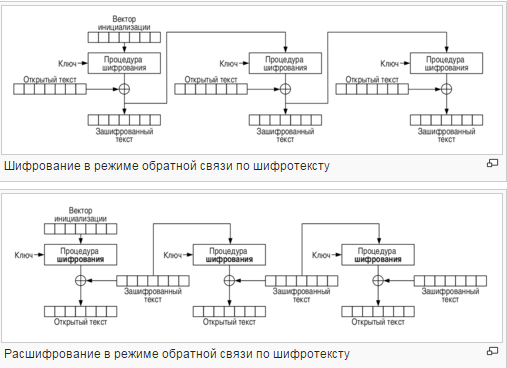 Вектор
инициализации
Ключ
Процедура
шифрования
Ключ
Процедура
шифрования
Ключ
Процедура
шифрования
Открытый текст
Открытый текст
Открытый текст
Зашифрованный
текст
Зашифрованный
текст
Зашифрованный
текст
Шифрование в режиме обратной связи по шифротексту
Вектор
инициализации
Ключ
Процедура
шифрования
Ключ
Процедура
шифрования
Ключ
Процедура
шифрования
Зашифрованный
текст
Зашифрованный
текст
Зашифрованный
текст
Открытый текст
Открытый текст
Открытый текст
Расшифрование в режиме обратной связи по шифротексту